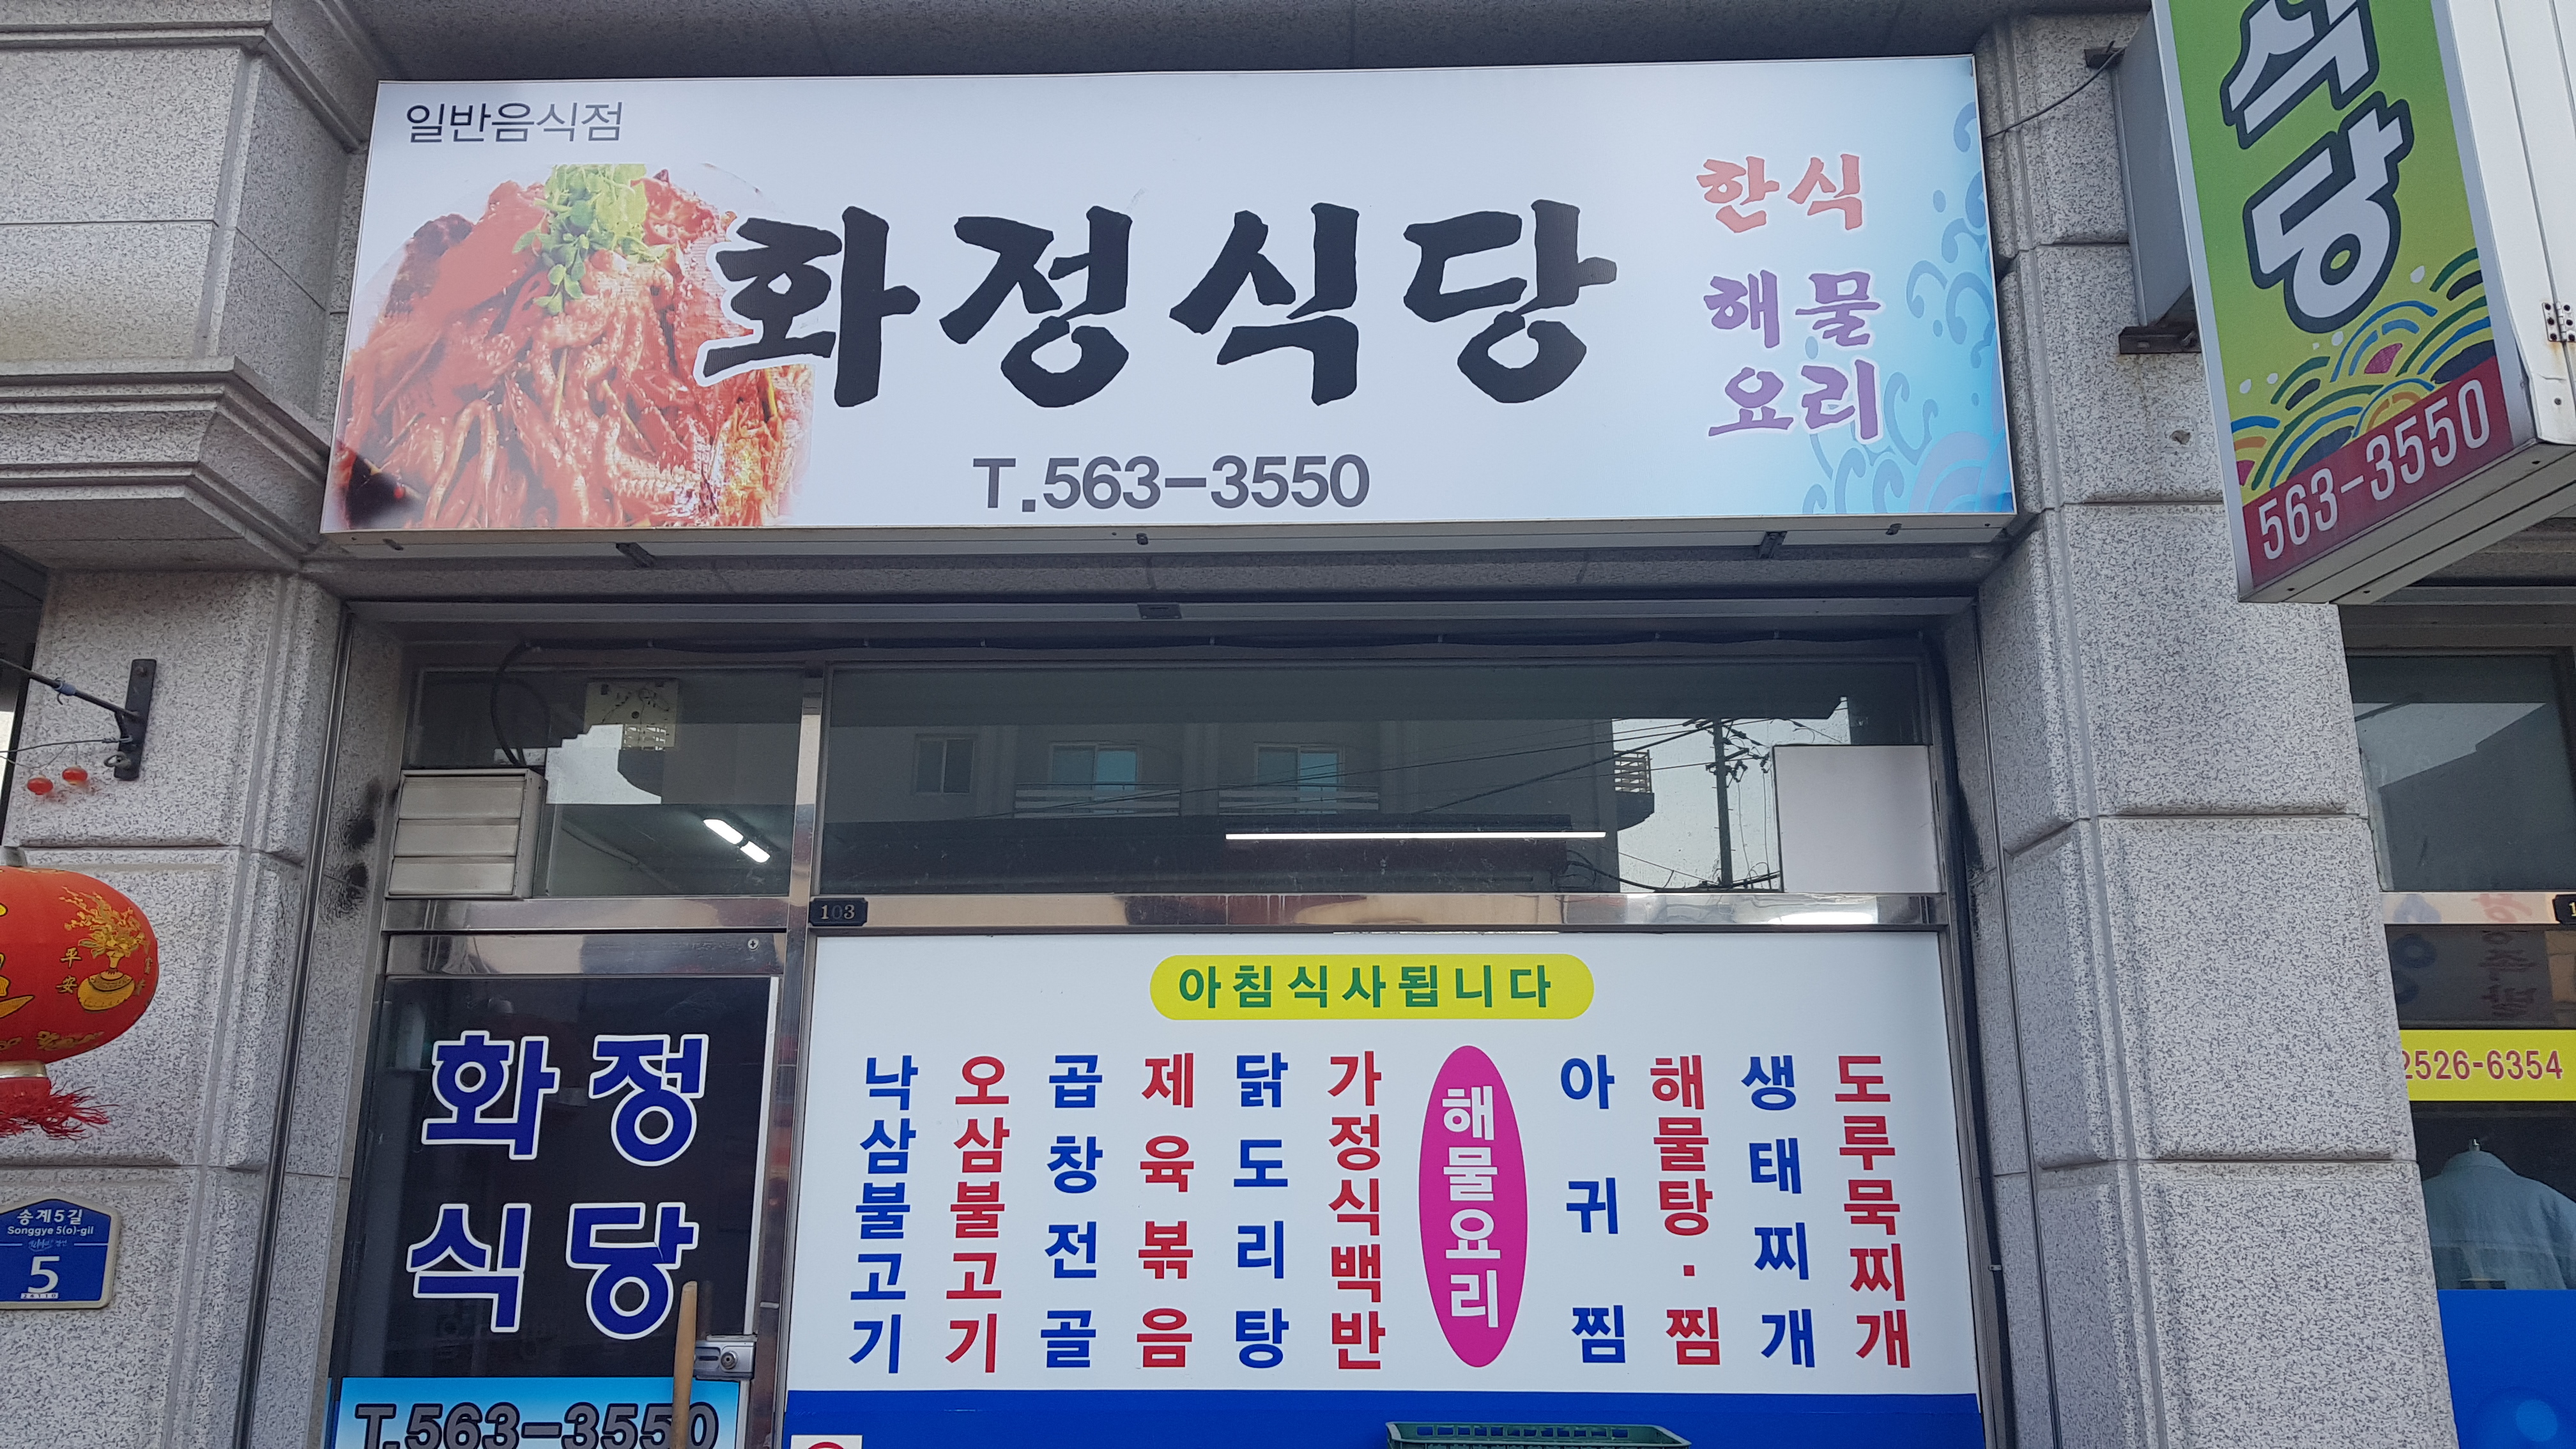 일반음식점
화정식당
한식
해물
요리
T.563-3550
식당
563-3550
103
아침식사됩니다
낙삼불고기
오삼불고기
곱창전골
제육볶음
닭도리탕
가정식백반
해물요리
아귀찜
해물탕·찜
생태찌개
도루묵찌개
화정
식당
T.563-3550
平安
송계5길
Songgye 5(o)-gil
5
2526-6354